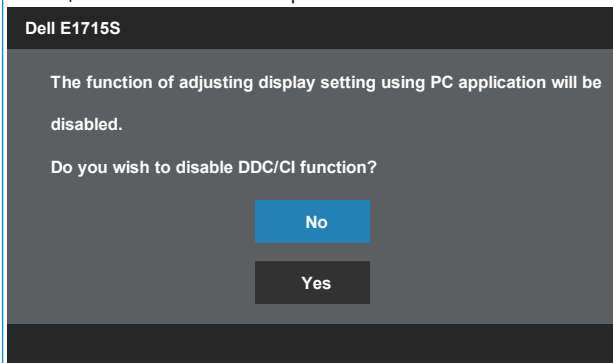 Dell E1715S
The function of adjusting display setting using PC application will be
disabled.
Do you wish to disable DDC/CI function?
No
Yes